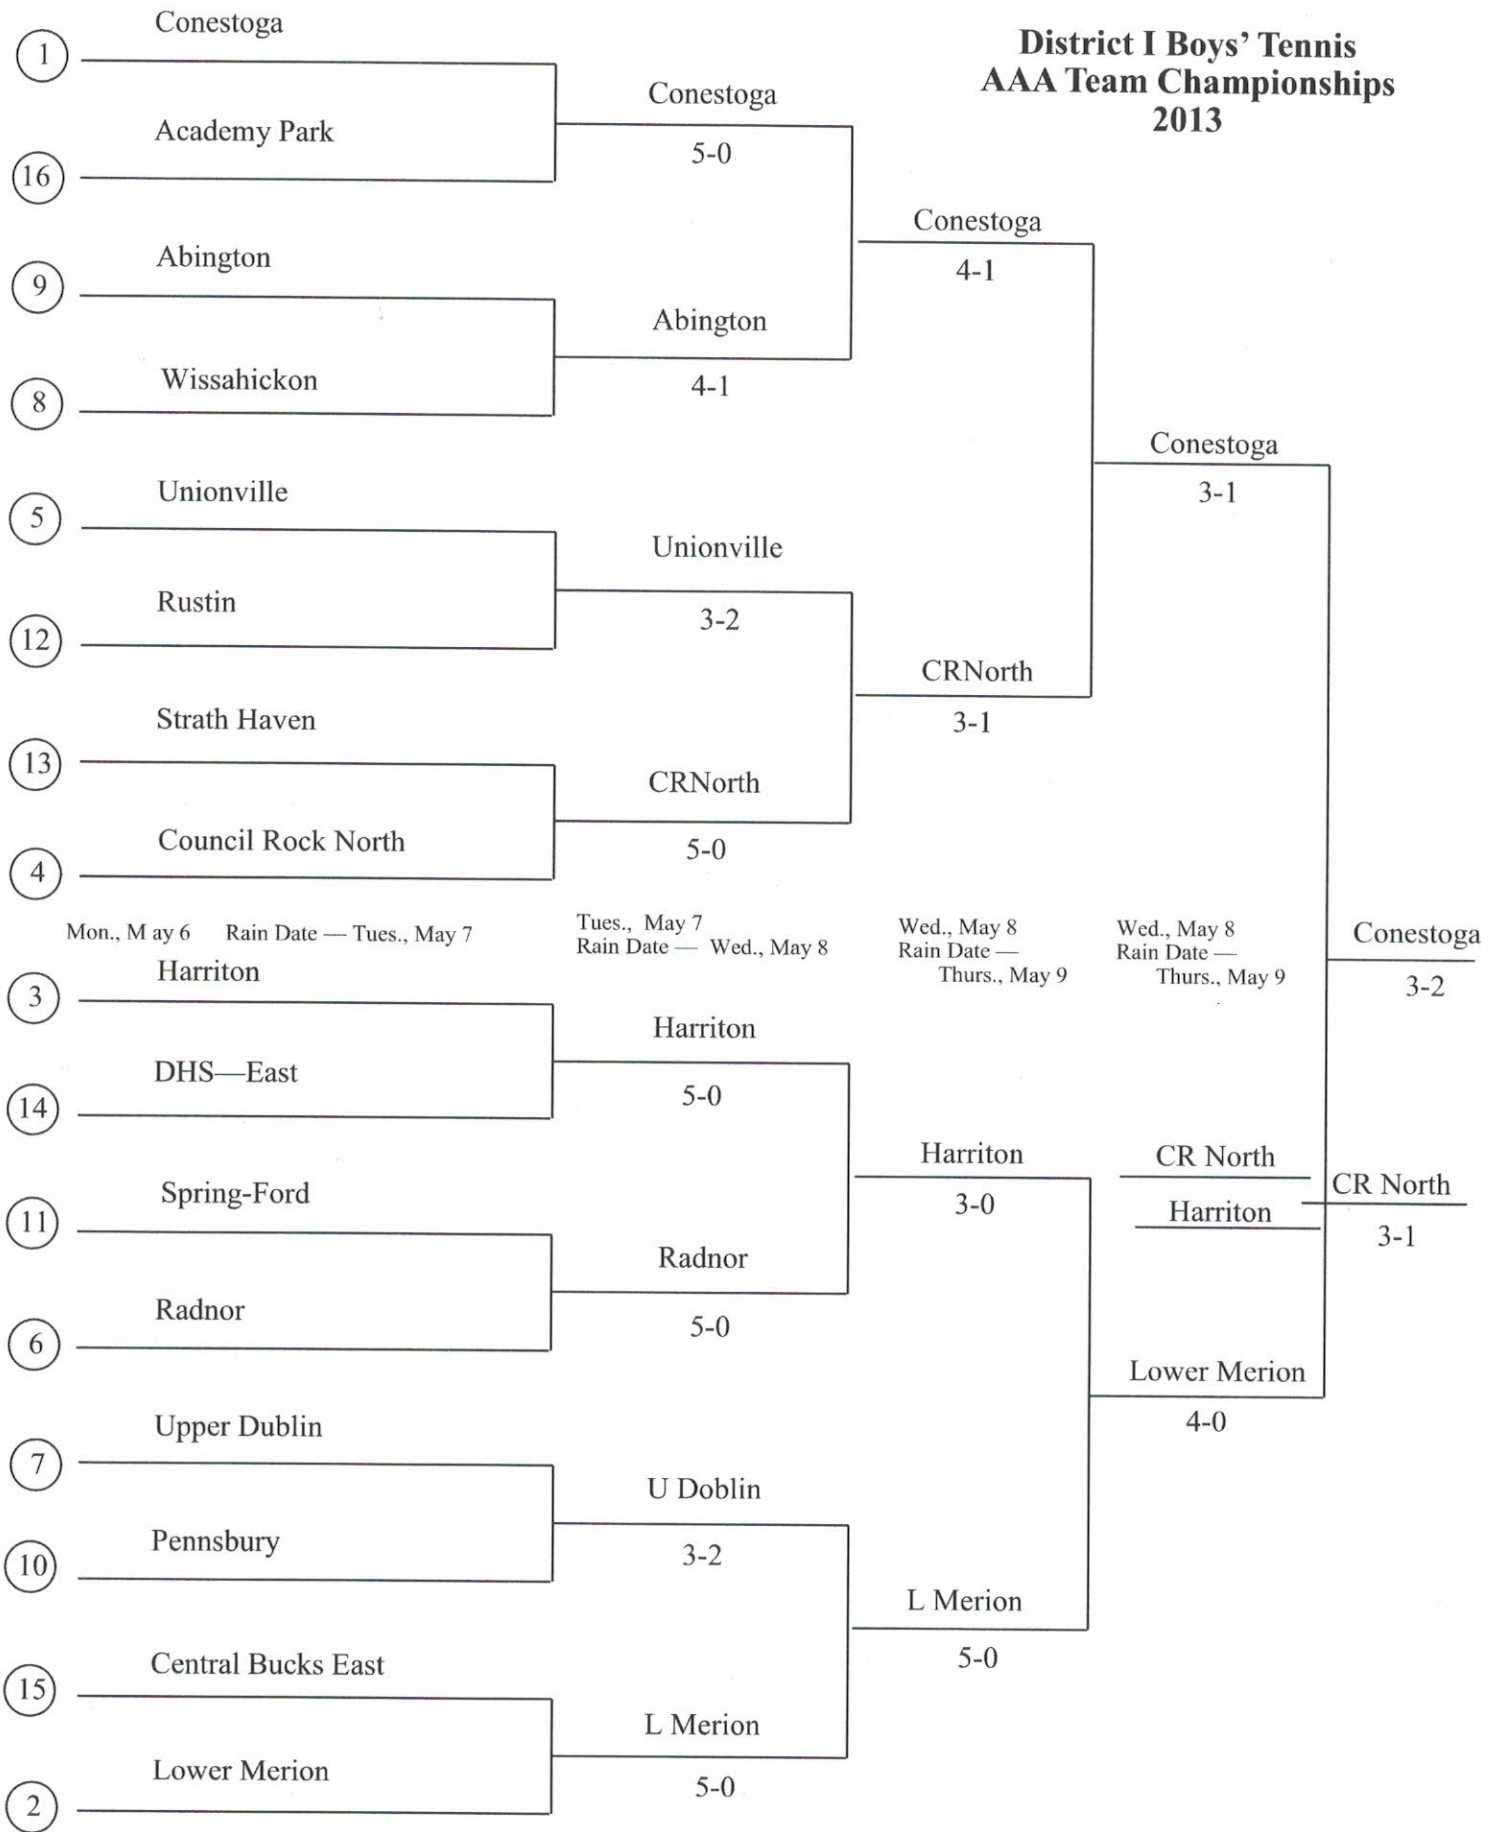 District I Boys’ Tennis
AAA Team Championships
2013
1
Conestoga
16
Academy Park
9
Abington
8
Wissahickon
5
Unionville
12
Rustin
13
Strath Haven
4
Council Rock North
Conestoga
5-0
Abington
4-1
Unionville
3-2
CRNorth
5-0
Conestoga
4-1
CRNorth
3-1
Conestoga
3-1
Mon., M ay 6 Rain Date — Tues., May 7
Tues., May 7
Rain Date — Wed., May 8
Wed., May 8
Rain Date —
Thurs., May 9
Wed., May 8
Rain Date —
Thurs., May 9
Conestoga
3-2
3
Harriton
14
DHS—East
11
Spring-Ford
6
Radnor
7
Upper Dublin
10
Pennsbury
15
Central Bucks East
2
Lower Merion
Harriton
5-0
Radnor
5-0
U Doblin
3-2
L Merion
5-0
Harriton
3-0
L Merion
5-0
CR North
Harriton
CR North
3-1
Lower Merion
4-0